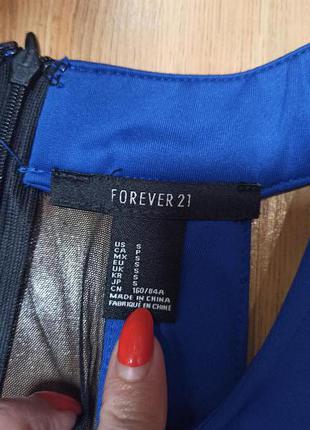 FOREVER 21
US S
CA P
MX S
EU S
UK S
KR S
JP S
CN 160/84A
MADE IN CHINA
FABRIQUÉ EN CHINE